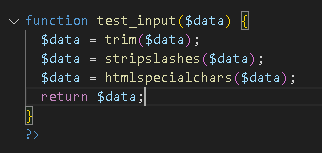 function test_input($data) {
$data = trim($data);
$data = stripslashes($data);
$data = htmlspecialchars($data);
return $data;
}
?>